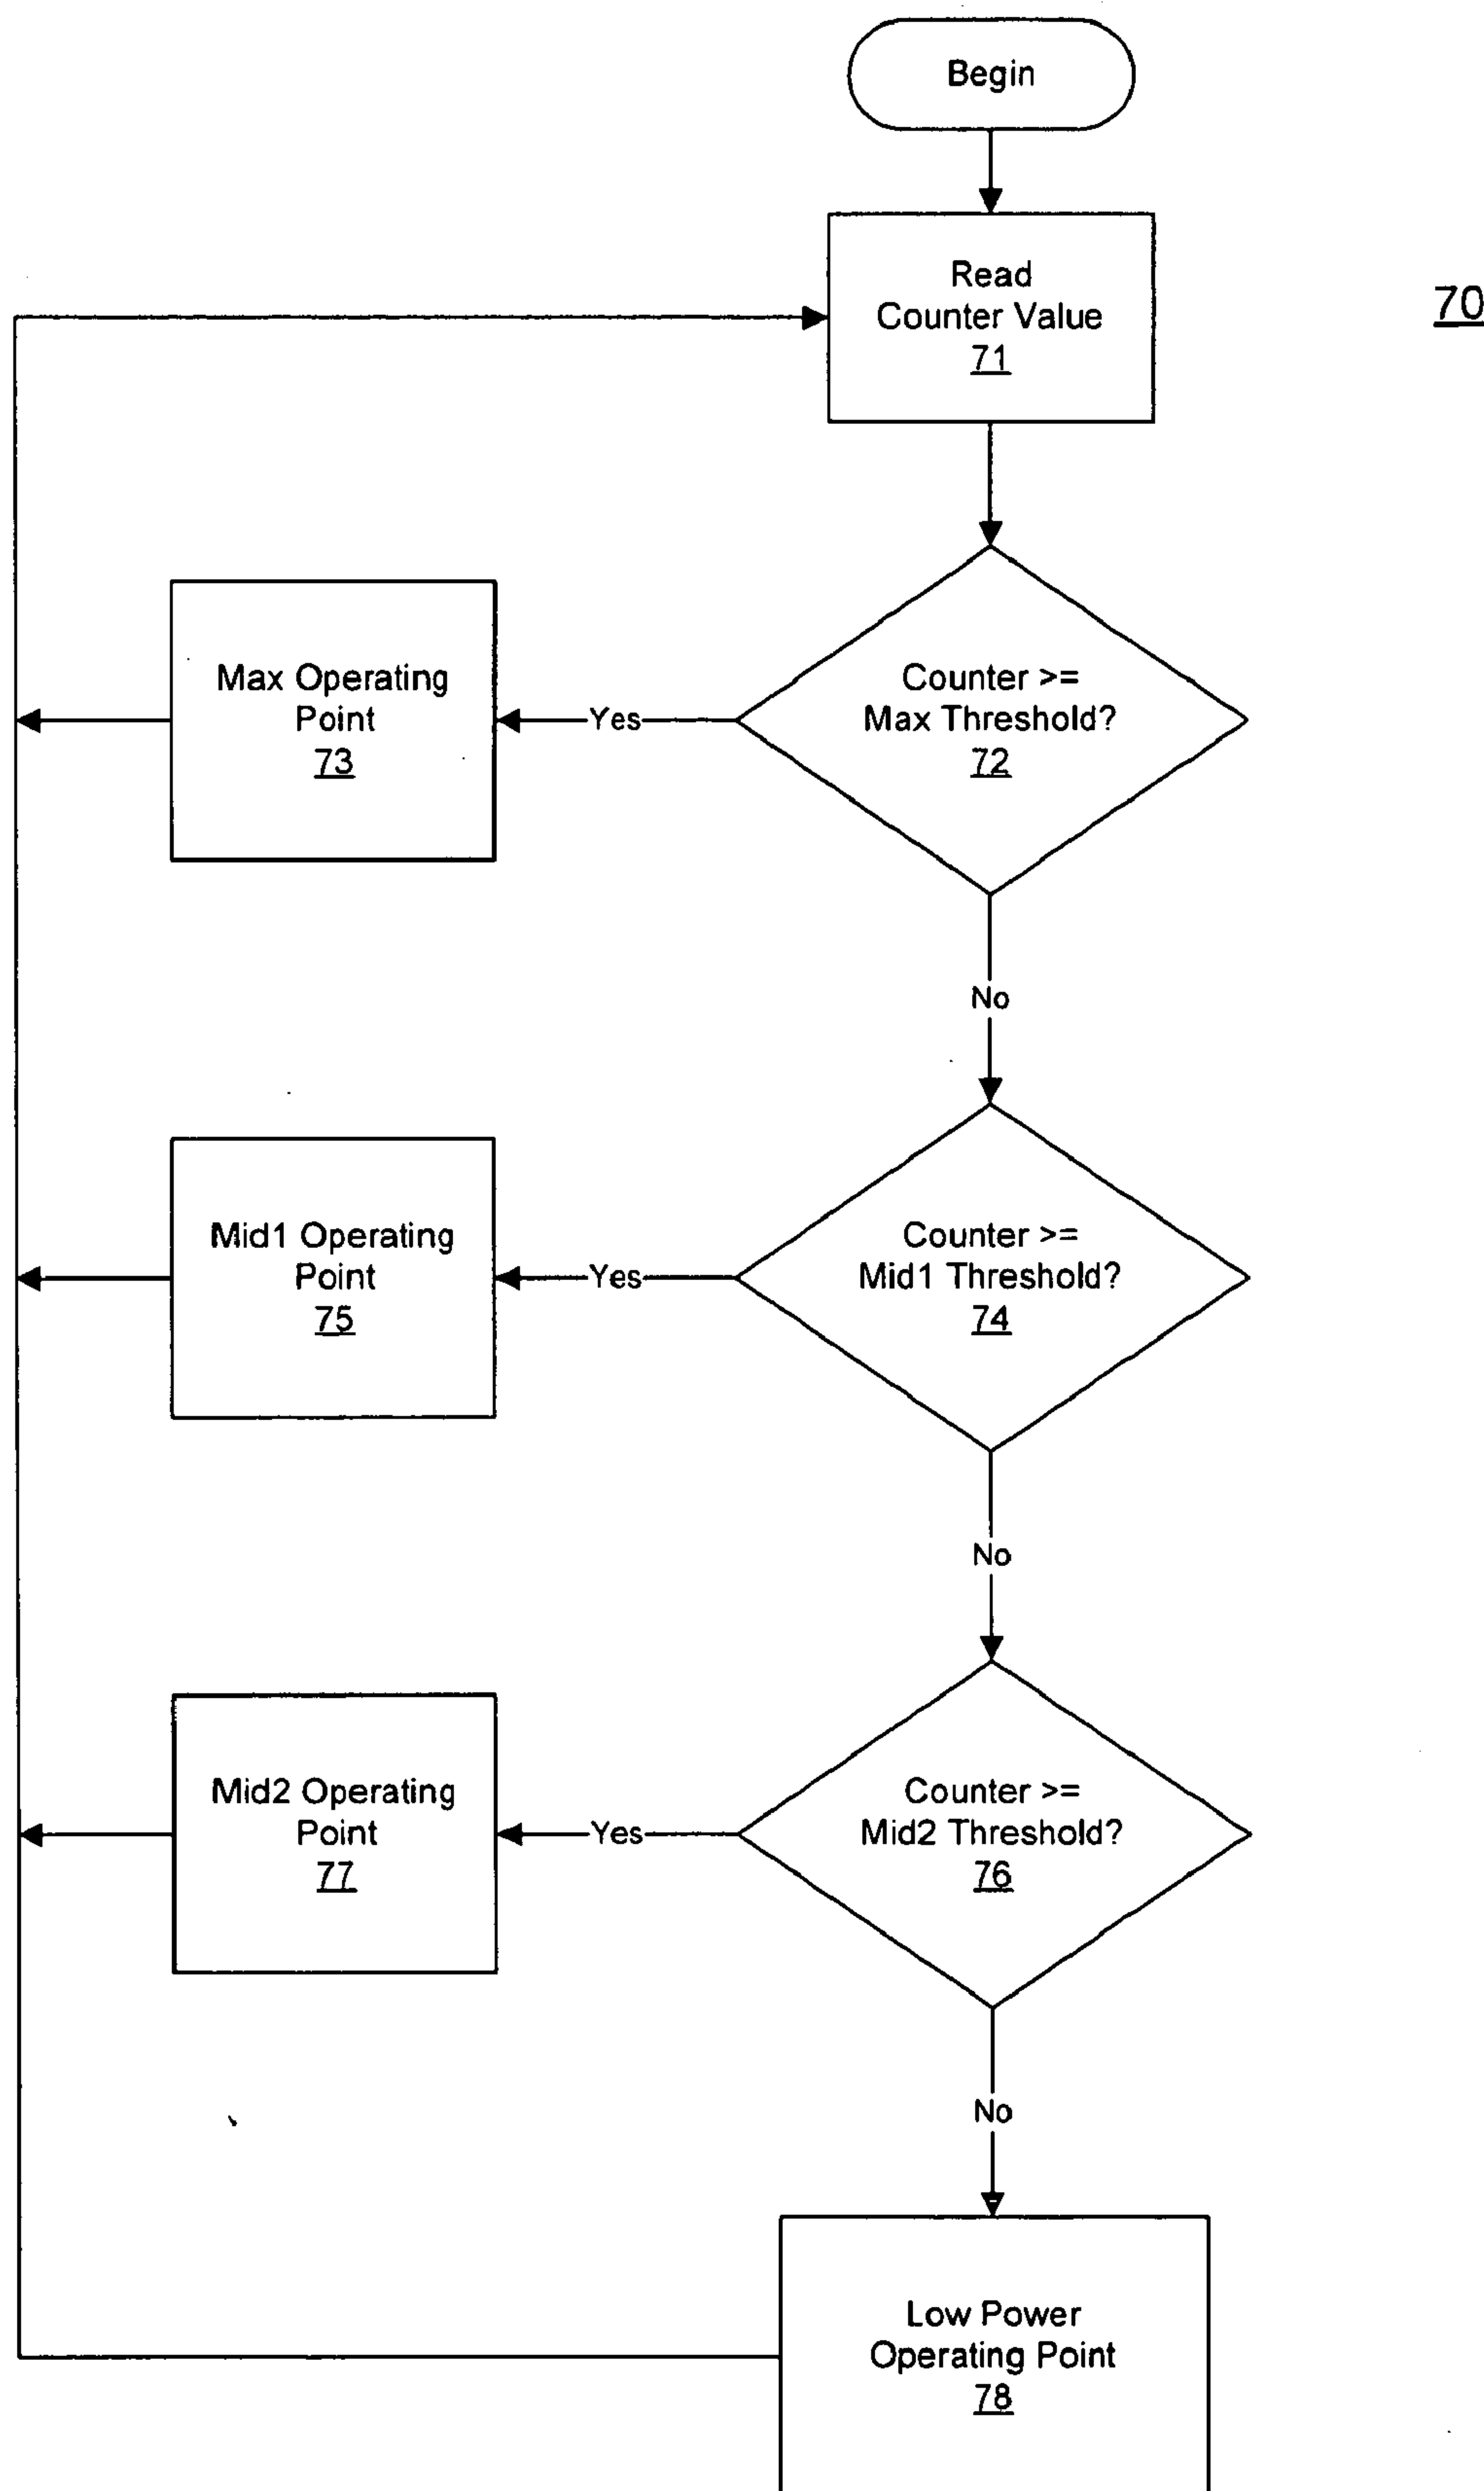 Begin
Read
Counter Value
71
70
Counter >=
Max Threshold?
72
Yes
Max Operating
Point
73
No
Counter >=
Mid1 Threshold?
74
Yes
Mid1 Operating
Point
75
No
Counter >=
Mid2 Threshold?
76
Yes
Mid2 Operating
Point
77
No
Low Power
Operating Point
78